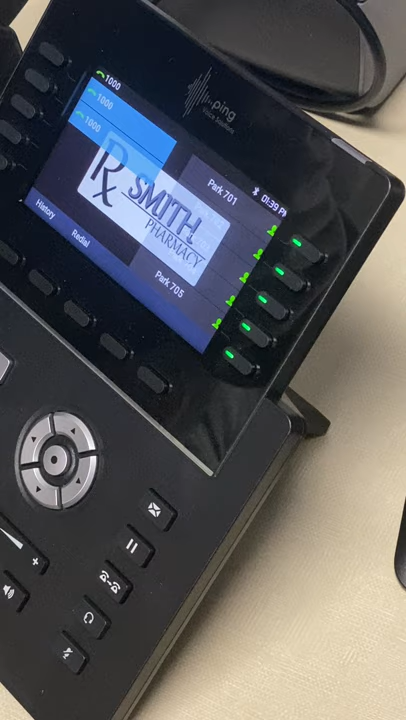 i-ping
Voice Solutions
1000
01:39 PM
1000
1000
Park 701
Rx SMITH
PHARMACY
Park 705
History
Redial